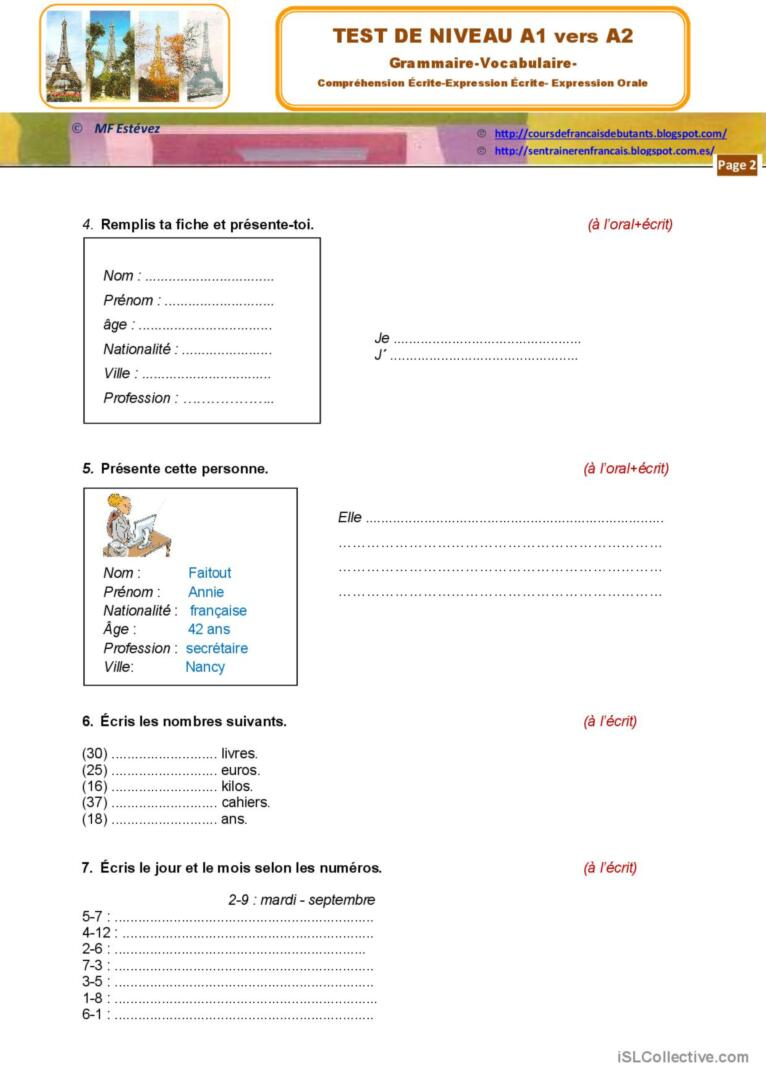 TEST DE NIVEAU A1 vers A2
Grammaire-Vocabulaire-
Compréhension Écrite-Expression Écrite- Expression Orale
© MF Estévez
© http://coursdefrancaisdebutants.blogspot.com/
© http://sentrainerenfrancais.blogspot.com.es/
Page 2
4. Remplis ta fiche et présente-toi. (à l'oral+écrit)
Nom : .................................
Prénom : ............................
âge : ..................................
Nationalité : .......................
Ville : .................................
Profession : ………………..
Je ................................................
J´ ................................................
5. Présente cette personne. (à l'oral+écrit)
Nom : Faitout
Prénom : Annie
Nationalité : française
Âge : 42 ans
Profession : secrétaire
Ville: Nancy
Elle ............................................................................
…………………………………………………………
…………………………………………………………
…………………………………………………………
6. Écris les nombres suivants. (à l'écrit)
(30) ........................... livres.
(25) ........................... euros.
(16) ........................... kilos.
(37) ........................... cahiers.
(18) ........................... ans.
7. Écris le jour et le mois selon les numéros. (à l'écrit)
2-9 : mardi - septembre
5-7 : ..................................................................
4-12 : ................................................................
2-6 : ................................................................
7-3 : ..................................................................
3-5 : ..................................................................
1-8 : ...................................................................
6-1 : ..................................................................
iSLCollective.com